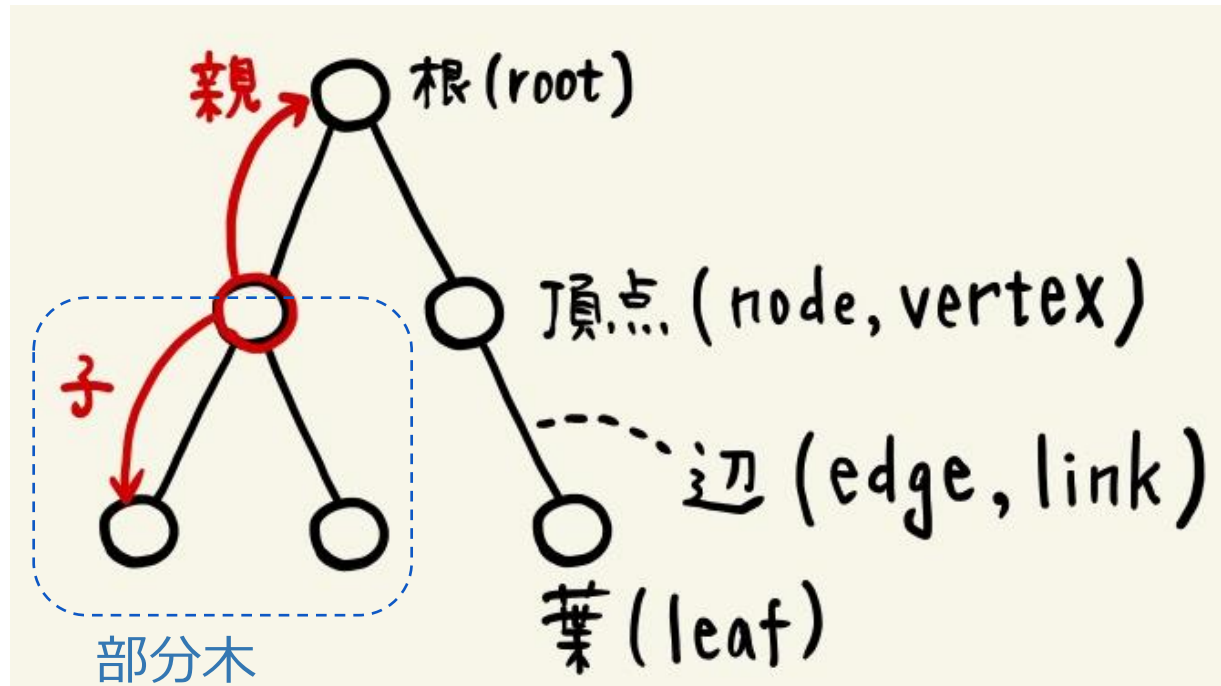 親
根(root)
頂点(node,vertex)
子
辺(edge,link)
葉(leaf)
部分木